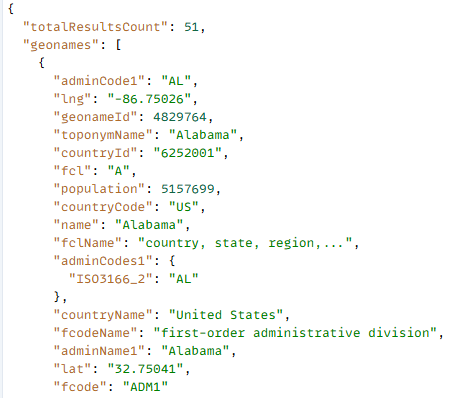 {
  "totalResultsCount": 51,
  "geonames": [
    {
      "adminCode1": "AL",
      "lng": "-86.75026",
      "geonameId": 4829764,
      "toponymName": "Alabama",
      "countryId": "6252001",
      "fcl": "A",
      "population": 5157699,
      "countryCode": "US",
      "name": "Alabama",
      "fclName": "country, state, region,...",
      "adminCodes1": {
        "ISO3166_2": "AL"
      },
      "countryName": "United States",
      "fcodeName": "first-order administrative division",
      "adminName1": "Alabama",
      "lat": "32.75041",
      "fcode": "ADM1"